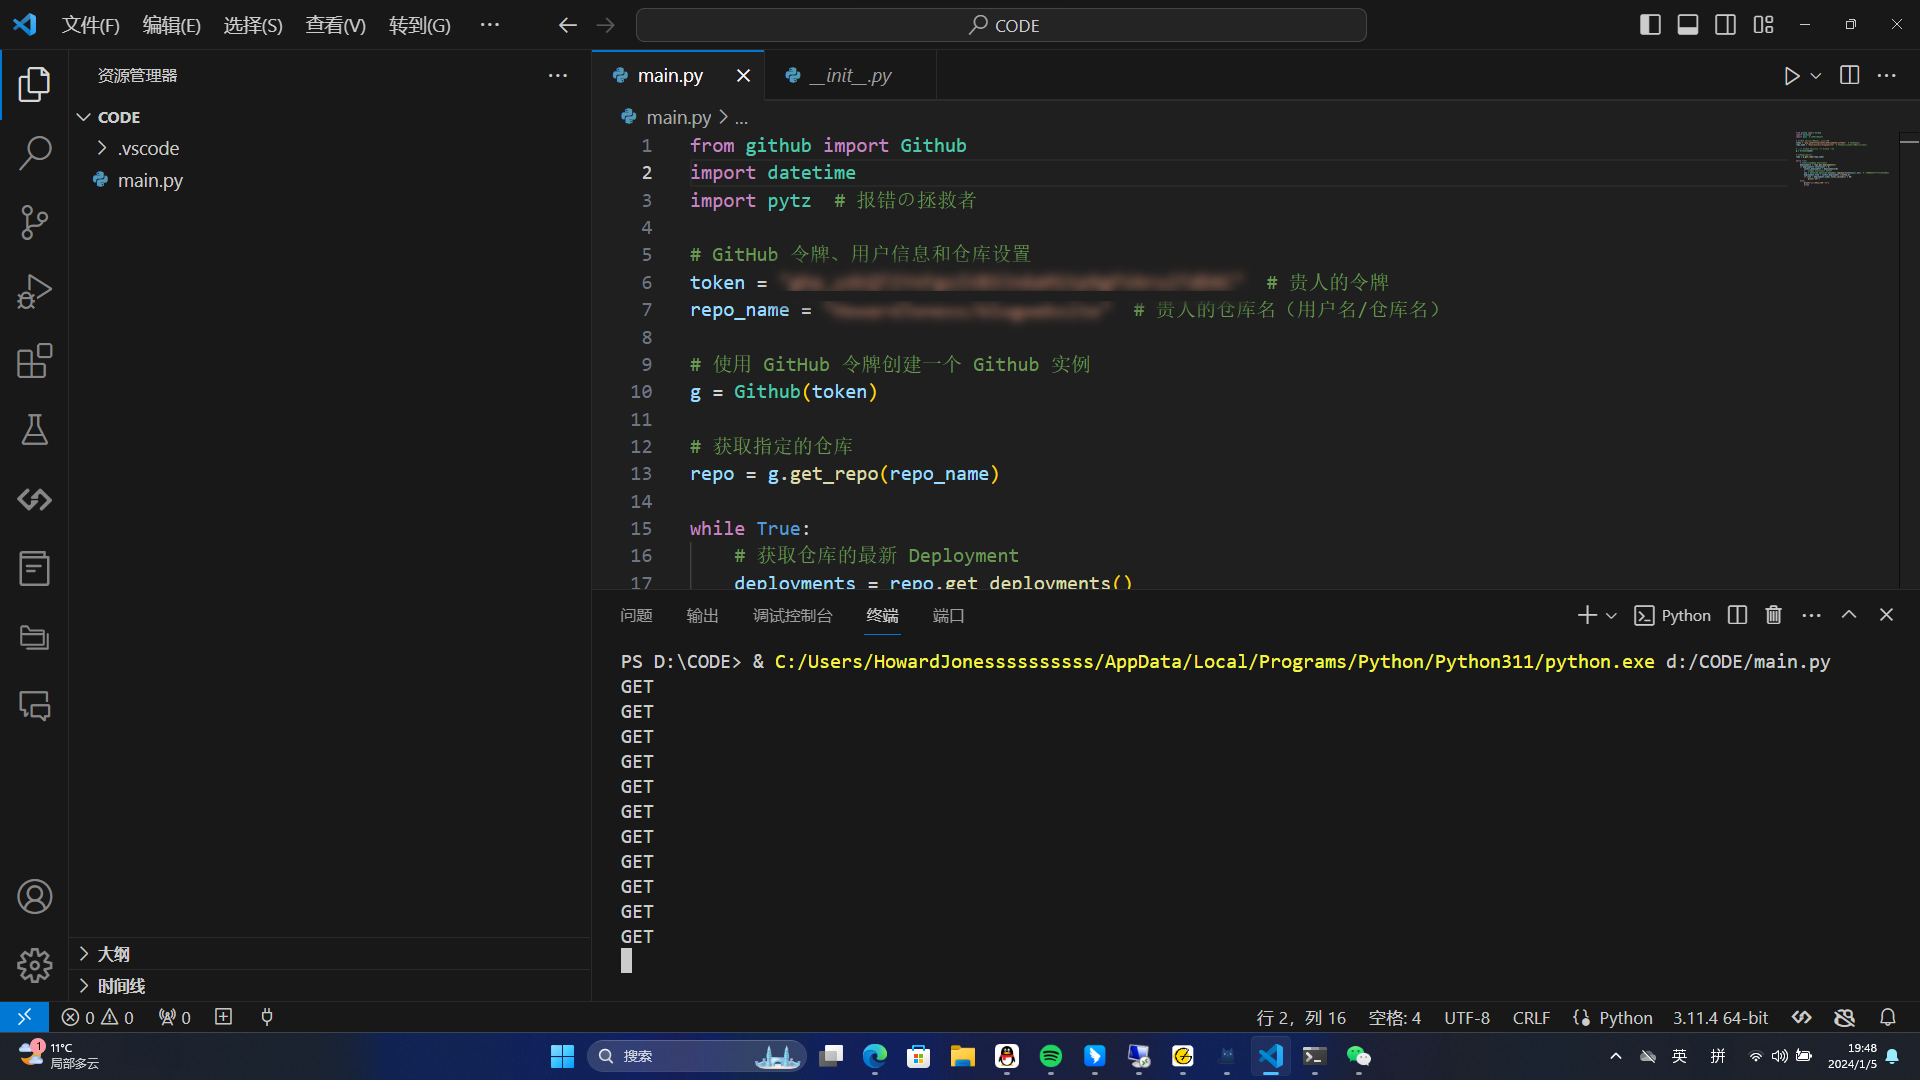 文件(F) 编辑(E) 选择(S) 查看(V) 转到(G) ··· CODE
资源管理器 ···
CODE
.vscode
main.py
大纲
时间线
main.py __init__.py
main.py > ...
1 from github import Github
2 import datetime
3 import pytz # 报错の拯救者
4
5 # GitHub 令牌、用户信息和仓库设置
6 token = # 贵人的令牌
7 repo_name = # 贵人的仓库名（用户名/仓库名）
8
9 # 使用 GitHub 令牌创建一个 Github 实例
10 g = Github(token)
11
12 # 获取指定的仓库
13 repo = g.get_repo(repo_name)
14
15 while True:
16 # 获取仓库的最新 Deployment
17 deployments = repo.get_deployments()
问题 输出 调试控制台 终端 端口 Python
PS D:\CODE> & C:/Users/HowardJonesssssssssss/AppData/Local/Programs/Python/Python311/python.exe d:/CODE/main.py
GET
GET
GET
GET
GET
GET
GET
GET
GET
GET
GET
0 0 0 行 2，列 16 空格: 4 UTF-8 CRLF Python 3.11.4 64-bit
1 11°C
局部多云
搜索
英 拼
19:48
2024/1/5